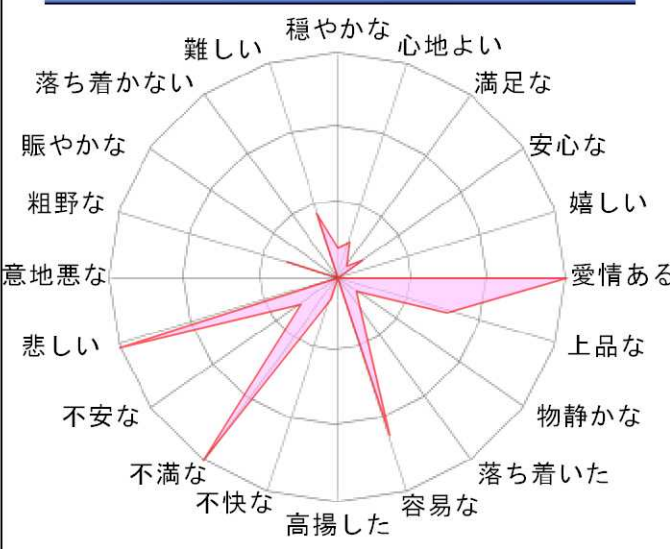 穏やかな
心地よい
満足な
安心な
嬉しい
愛情ある
上品な
物静かな
落ち着いた
容易な
高揚した
不快な
不満な
不安な
悲しい
意地悪な
粗野な
賑やかな
落ち着かない
難しい